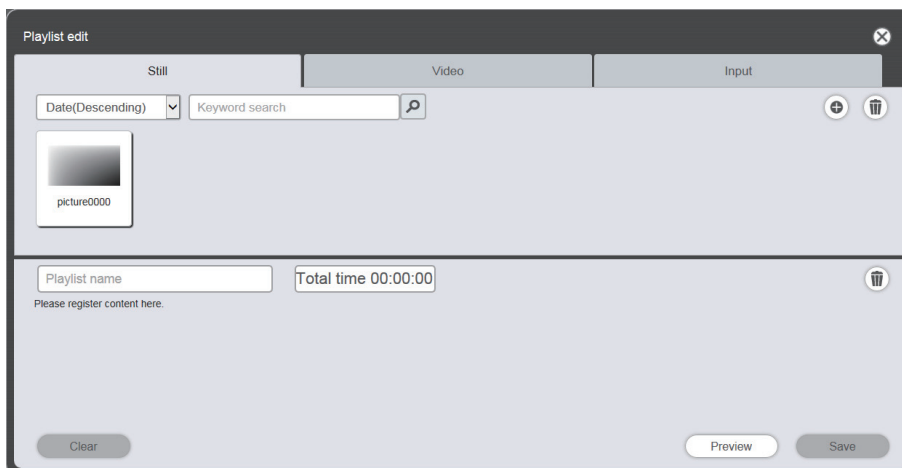 Playlist edit
Still Video Input
Date(Descending) Keyword search
picture0000
Playlist name Total time 00:00:00
Please register content here.
Clear Preview Save